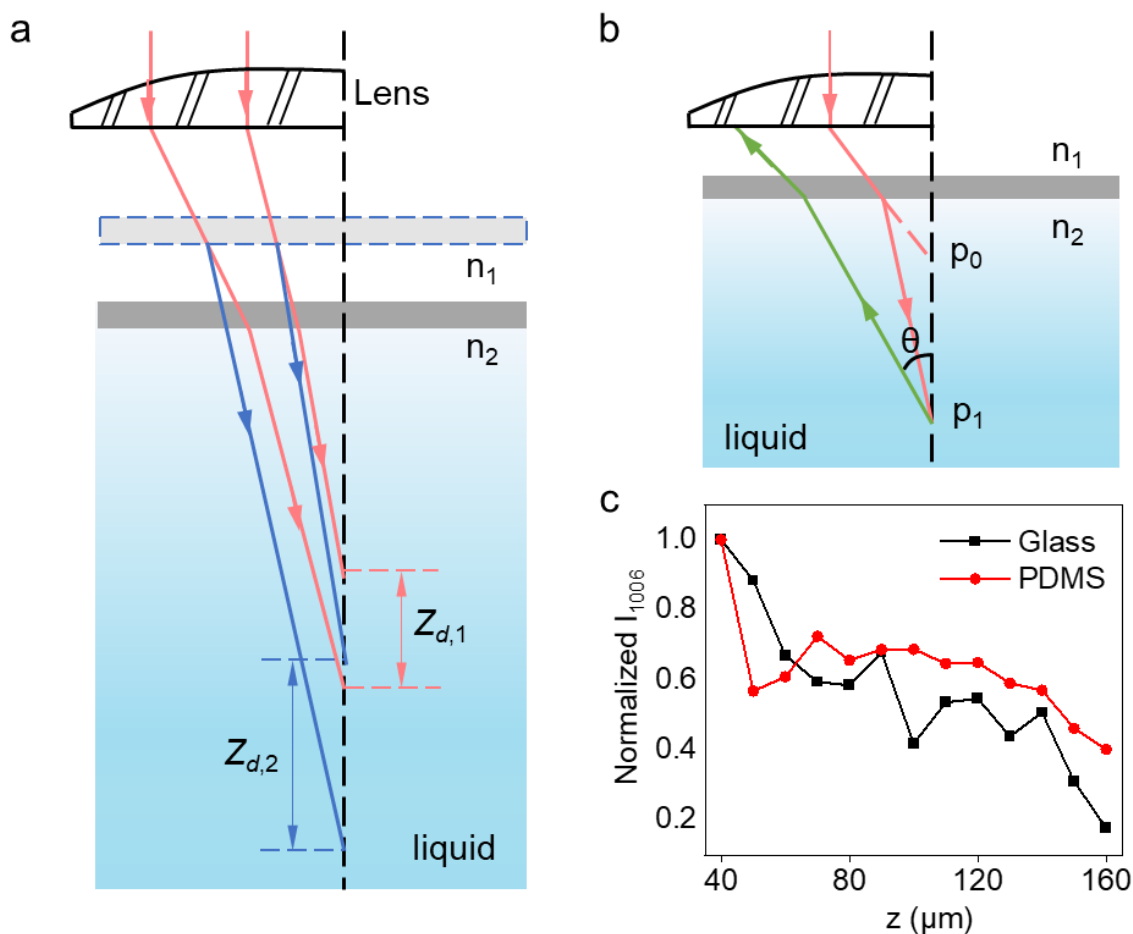 a
Lens
n₁
n₂
Zd,1
Zd,2
liquid
b
n₁
n₂
p₀
θ
p₁
liquid
c
Normalized I₁₀₀₆
1.0
0.8
0.6
0.4
0.2
Glass
PDMS
40
80
120
160
z (μm)